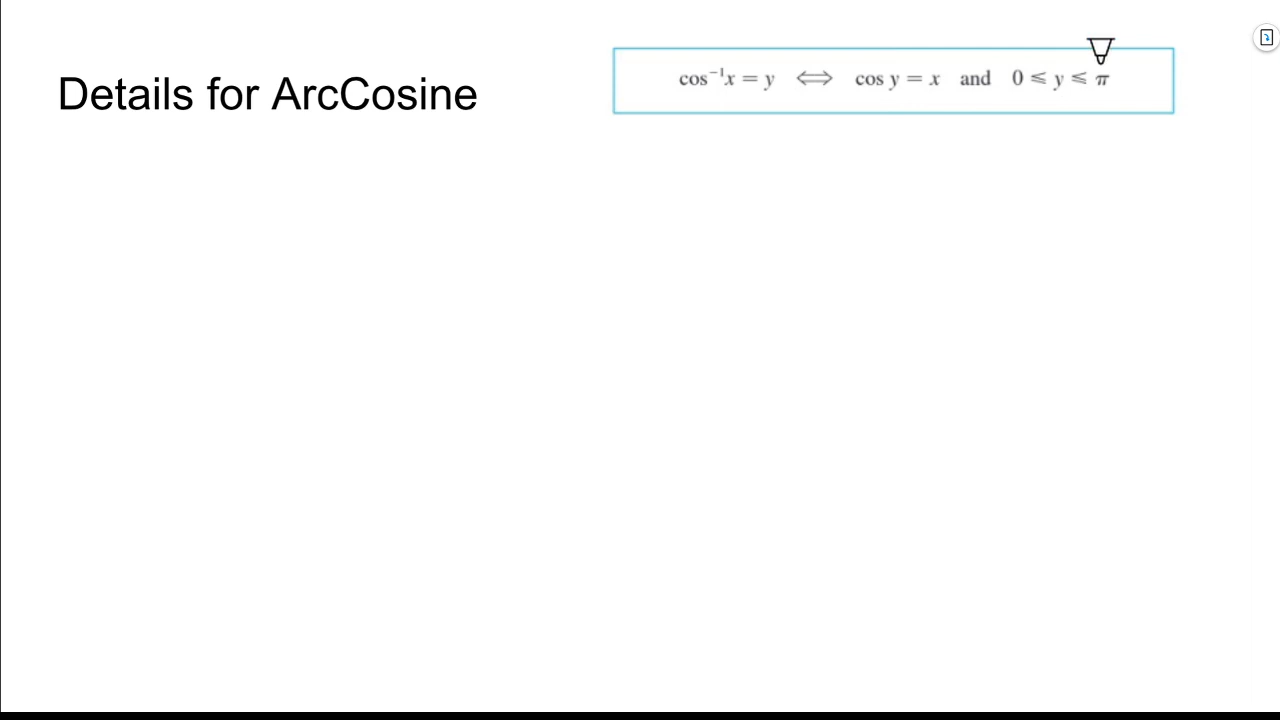 Details for ArcCosine
cos⁻¹x = y ⟺ cos y = x and 0 ⩽ y ⩽ π